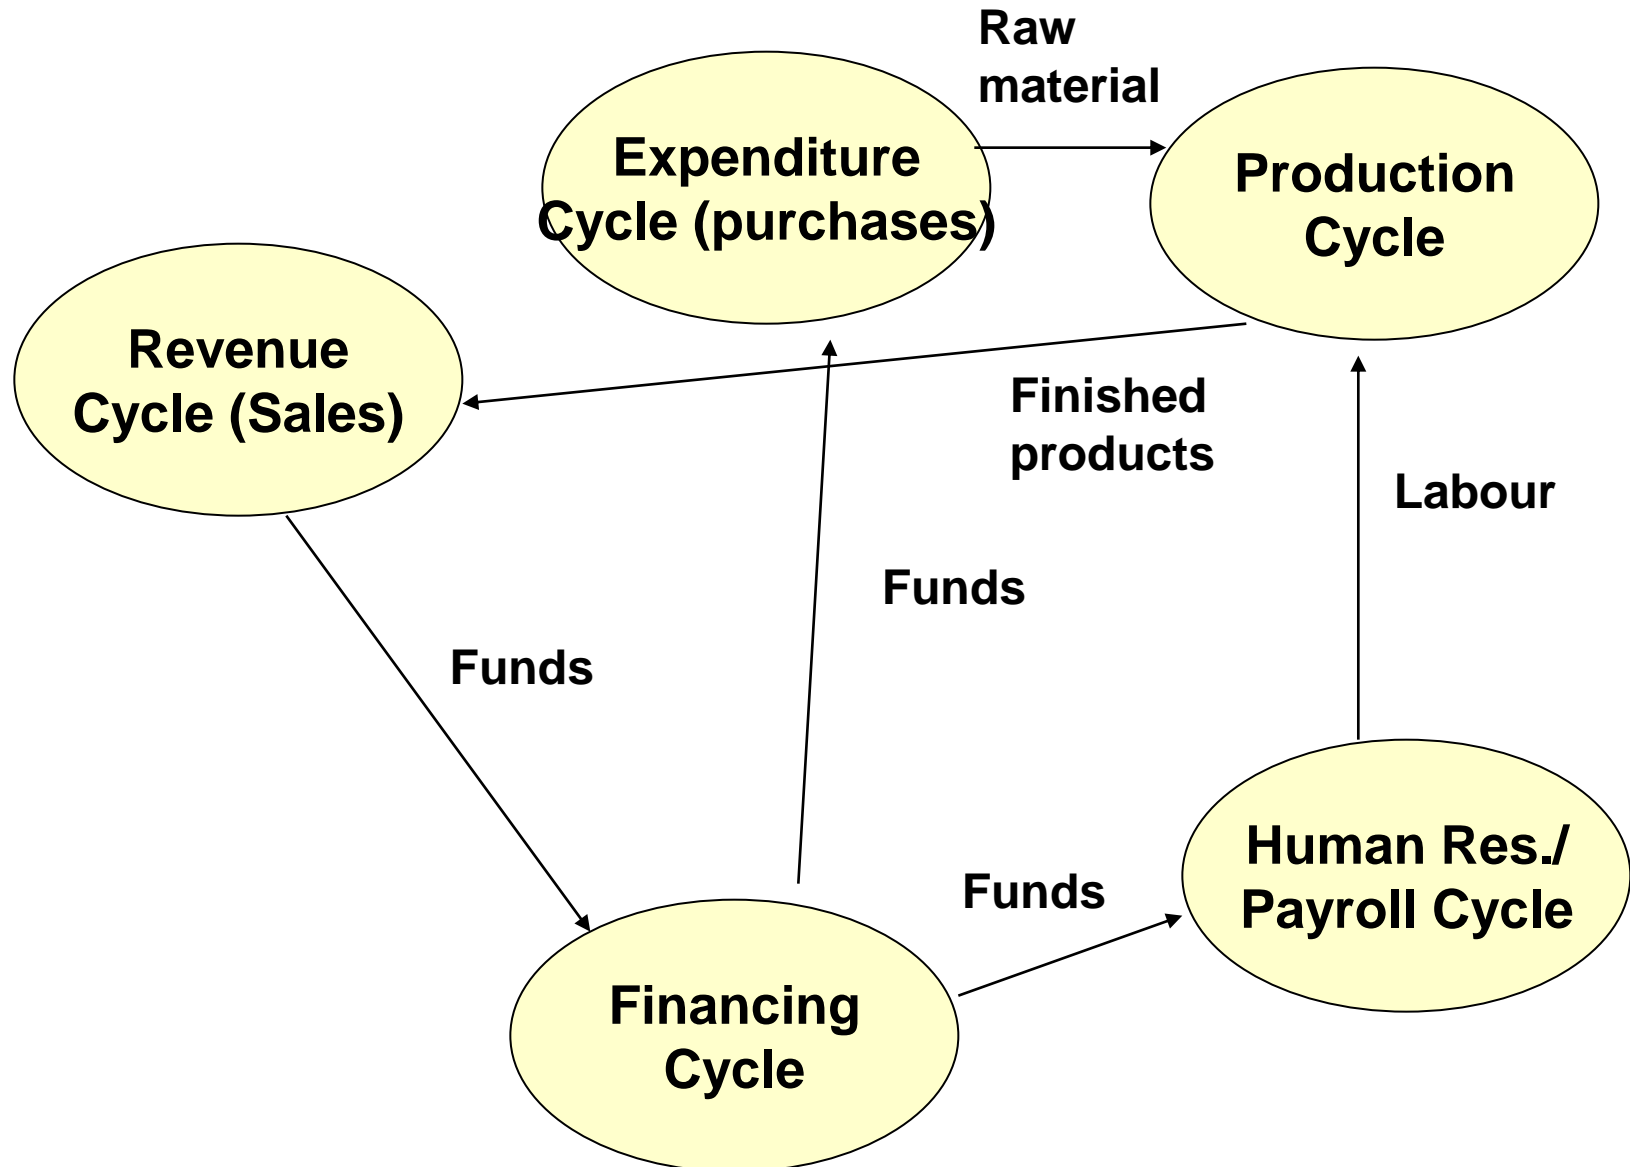 Raw
material
Expenditure
Cycle (purchases)
Production
Cycle
Revenue
Cycle (Sales)
Finished
products
Labour
Funds
Funds
Human Res./
Payroll Cycle
Funds
Financing
Cycle